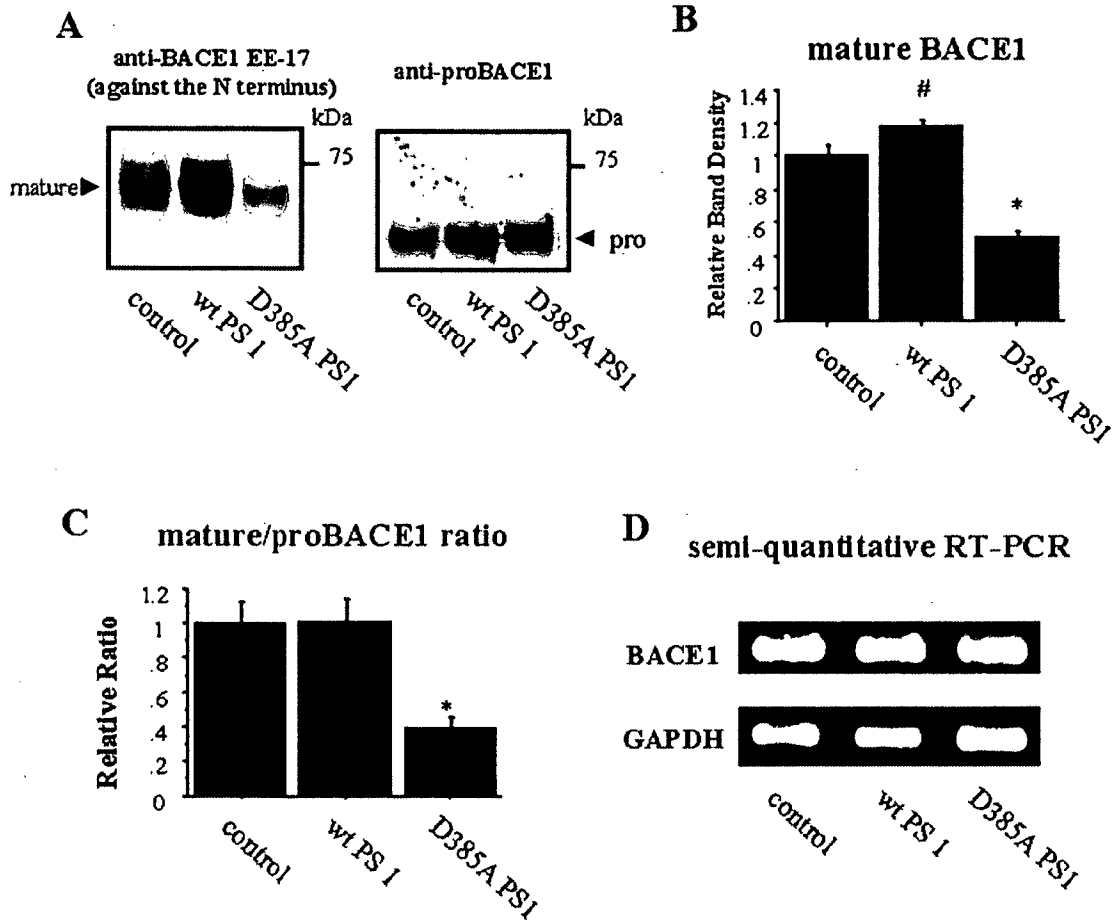 A
anti-BACE1 EE-17
(against the N terminus)
kDa
75
mature
control
wt PS 1
D385A PS1
anti-proBACE1
kDa
75
pro
control
wt PS 1
D385A PS1
B
mature BACE1
Relative Band Density
1.4
1.2
1
.8
.6
.4
.2
0
#
*
control
wt PS 1
D385A PS1
C
mature/proBACE1 ratio
Relative Ratio
1.2
1
.8
.6
.4
.2
0
*
control
wt PS 1
D385A PS1
D
semi-quantitative RT-PCR
BACE1
GAPDH
control
wt PS 1
D385A PS1